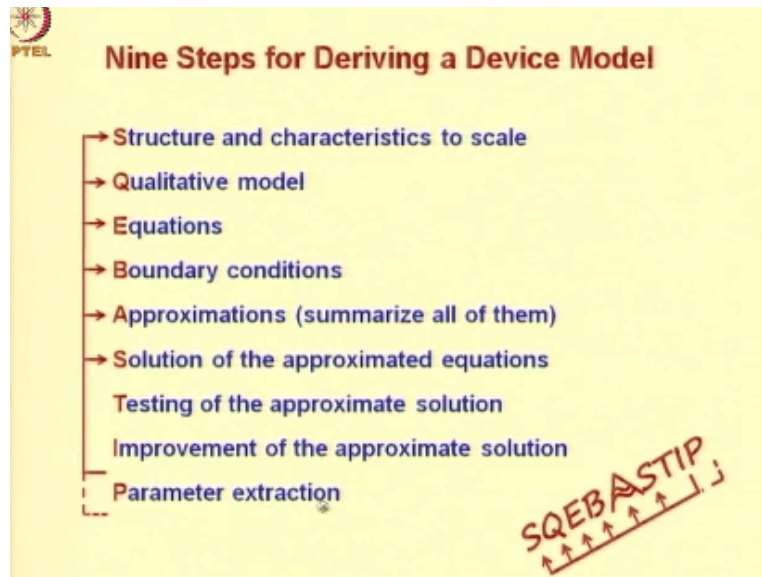 PTEL
Nine Steps for Deriving a Device Model
Structure and characteristics to scale
Qualitative model
Equations
Boundary conditions
Approximations (summarize all of them)
Solution of the approximated equations
Testing of the approximate solution
Improvement of the approximate solution
Parameter extraction
SQEBASTIP